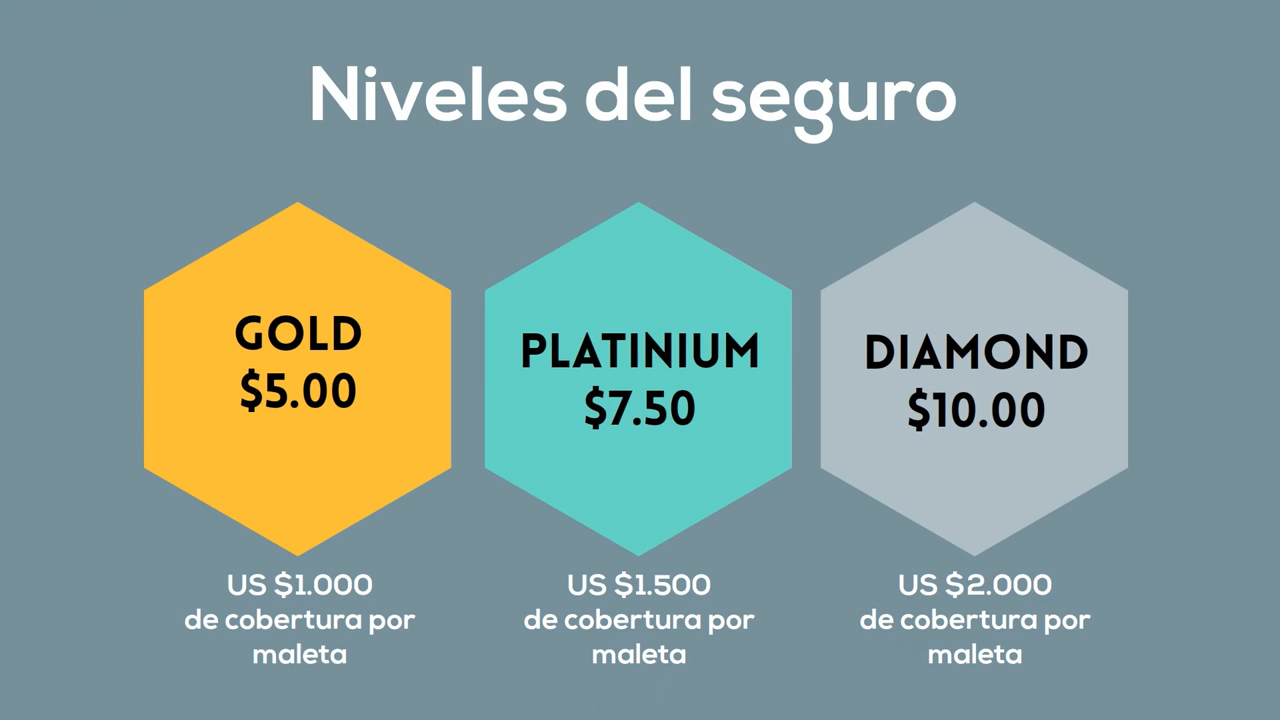 Niveles del seguro
GOLD
$5.00
PLATINIUM
$7.50
DIAMOND
$10.00
US $1.000
de cobertura por
maleta
US $1.500
de cobertura por
maleta
US $2.000
de cobertura por
maleta